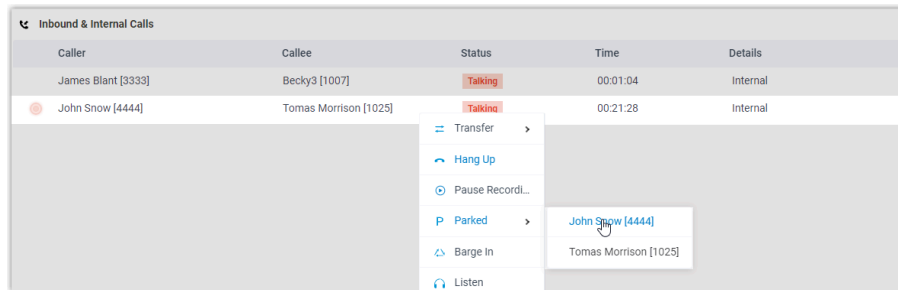 Inbound & Internal Calls
Caller Callee Status Time Details
James Blant [3333] Becky3 [1007] Talking 00:01:04 Internal
John Snow [4444] Tomas Morrison [1025] Talking 00:21:28 Internal
Transfer
Hang Up
Pause Recordi...
P Parked
John Snow [4444]
Tomas Morrison [1025]
Barge In
Listen